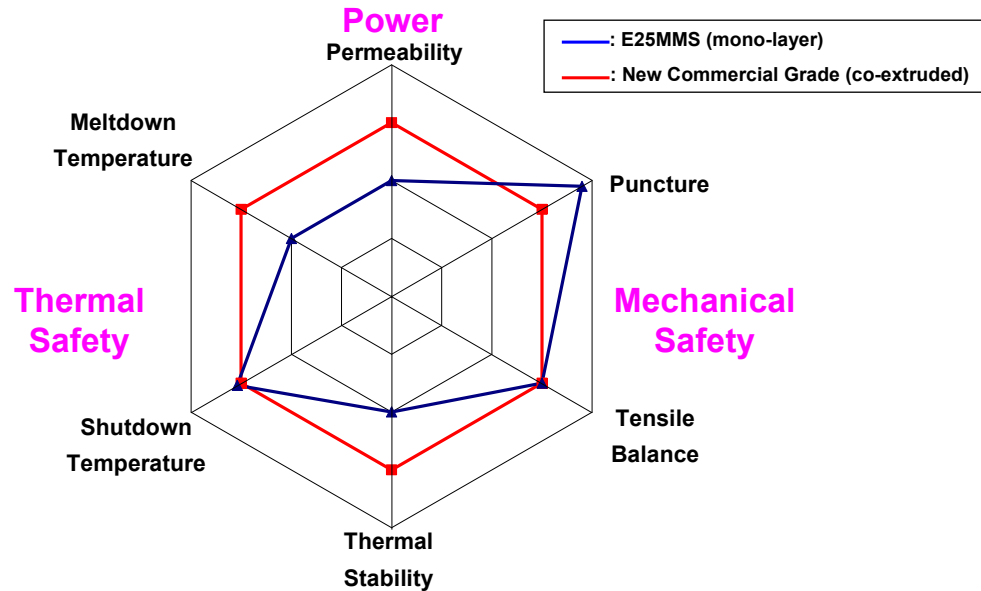 Power
Permeability
: E25MMS (mono-layer)
: New Commercial Grade (co-extruded)
Meltdown
Temperature
Puncture
Thermal
Safety
Mechanical
Safety
Shutdown
Temperature
Tensile
Balance
Thermal
Stability